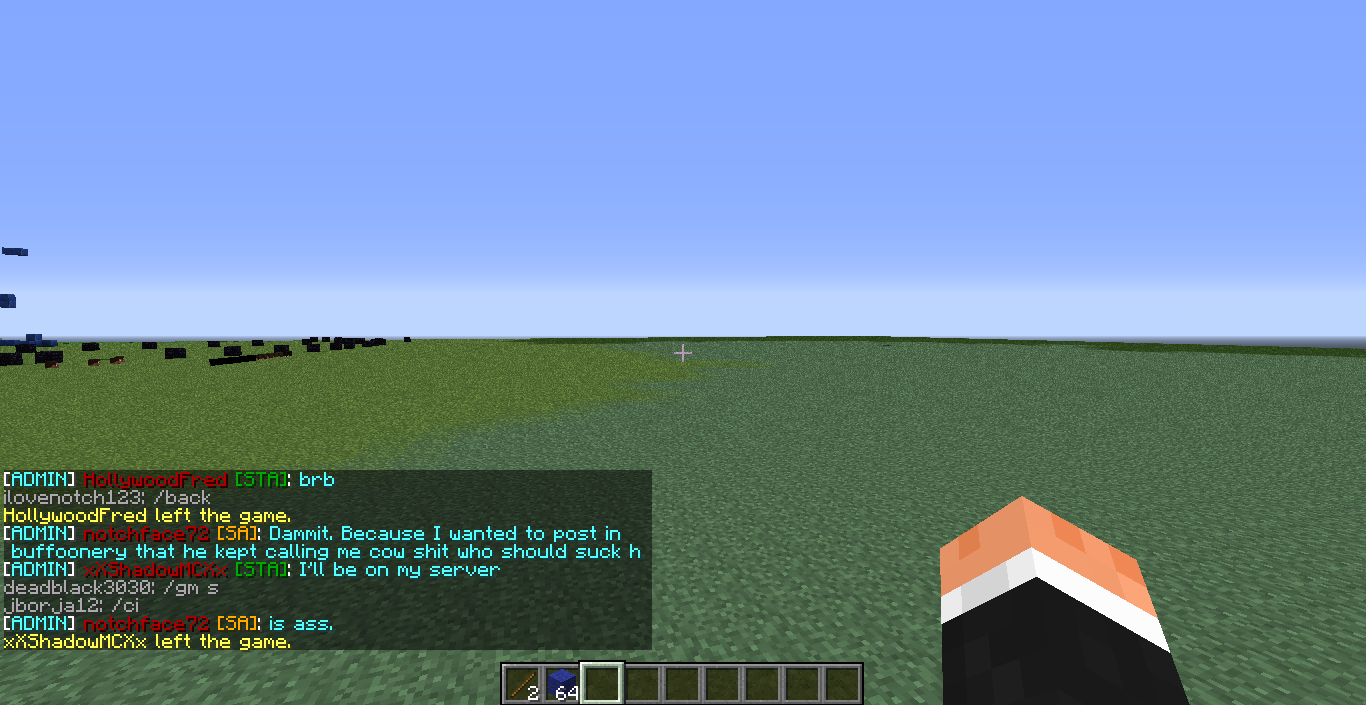 [ADMIN] HollywoodFred [STA]: brb
ilovenotch123: /back
HollywoodFred left the game.
[ADMIN] notchface72 [SA]: Dammit. Because I wanted to post in
buffoonery that he kept calling me cow shit who should suck h
[ADMIN] xXShadowMCXx [STA]: I'll be on my server
deadblack3030: /gm s
jborja12: /ci
[ADMIN] notchface72 [SA]: is ass.
xXShadowMCXx left the game.
2 64